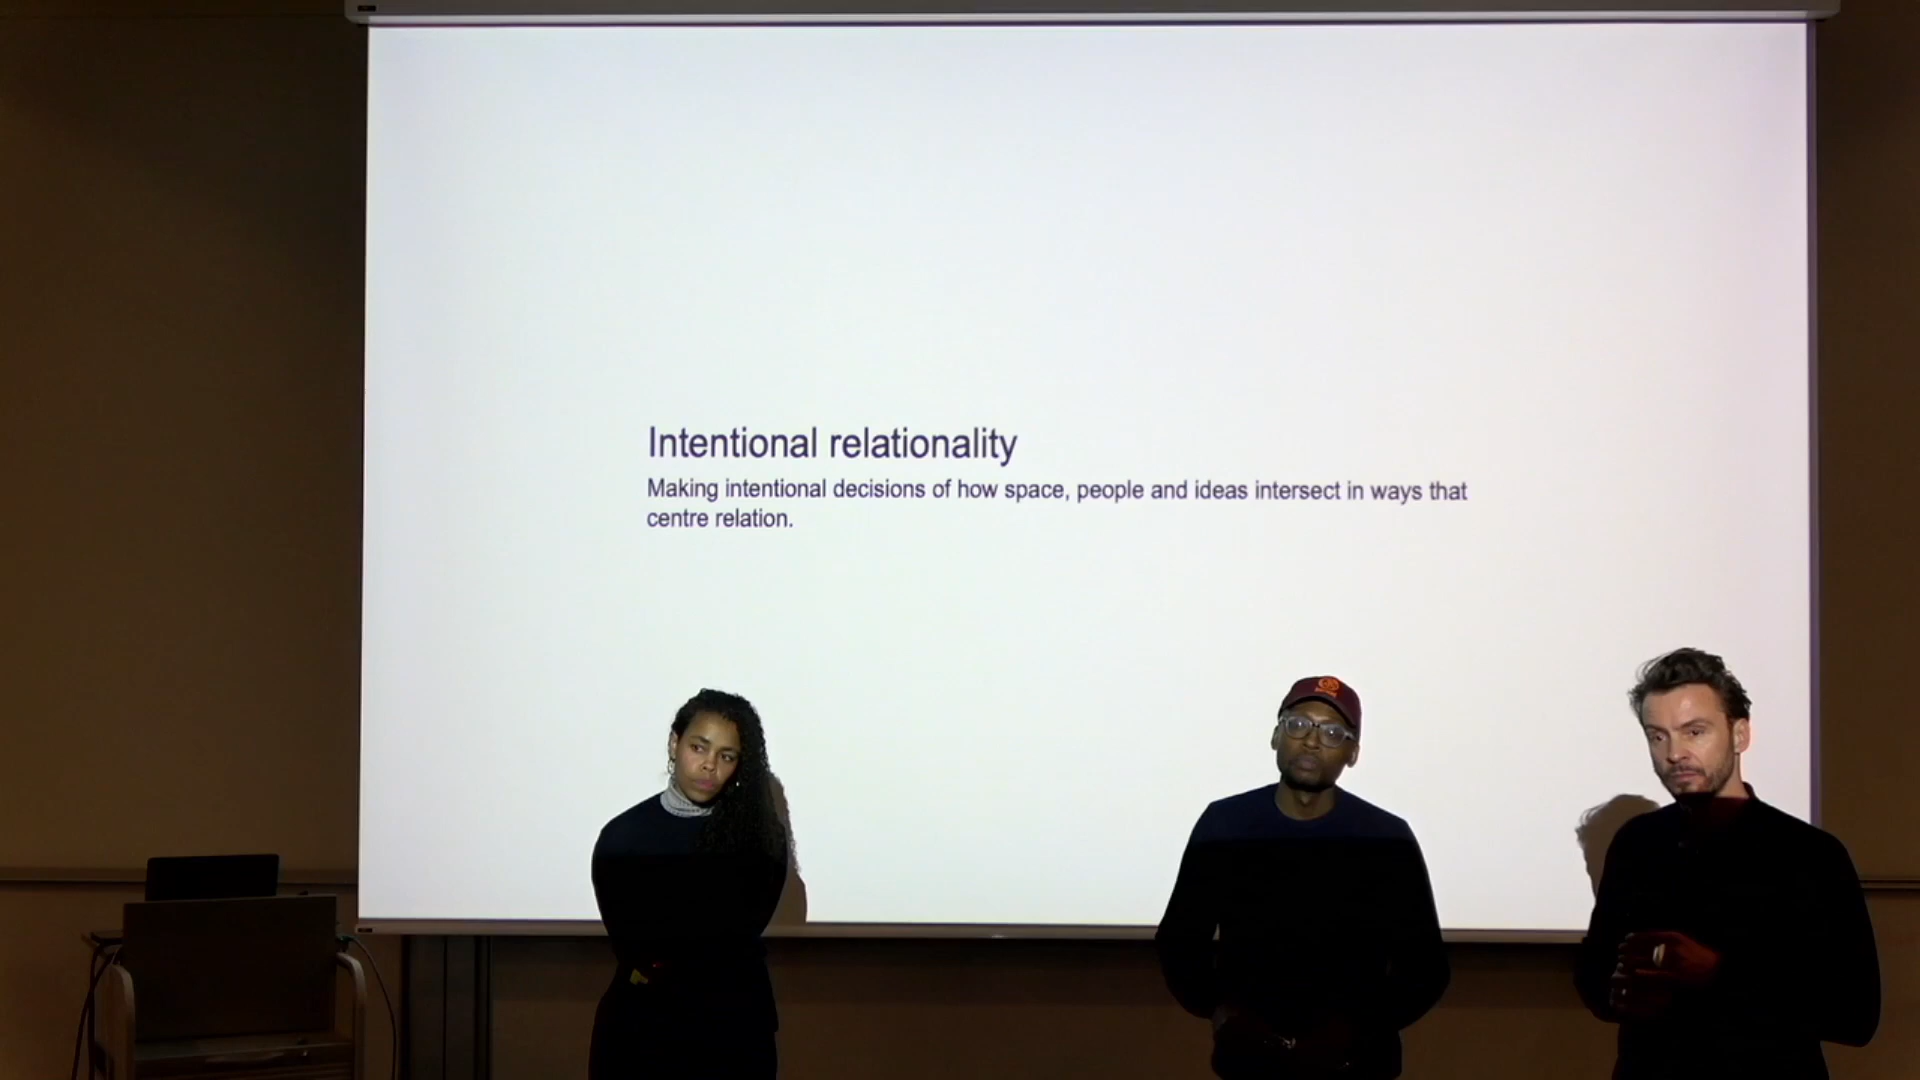 Intentional relationality
Making intentional decisions of how space, people and ideas intersect in ways that
centre relation.